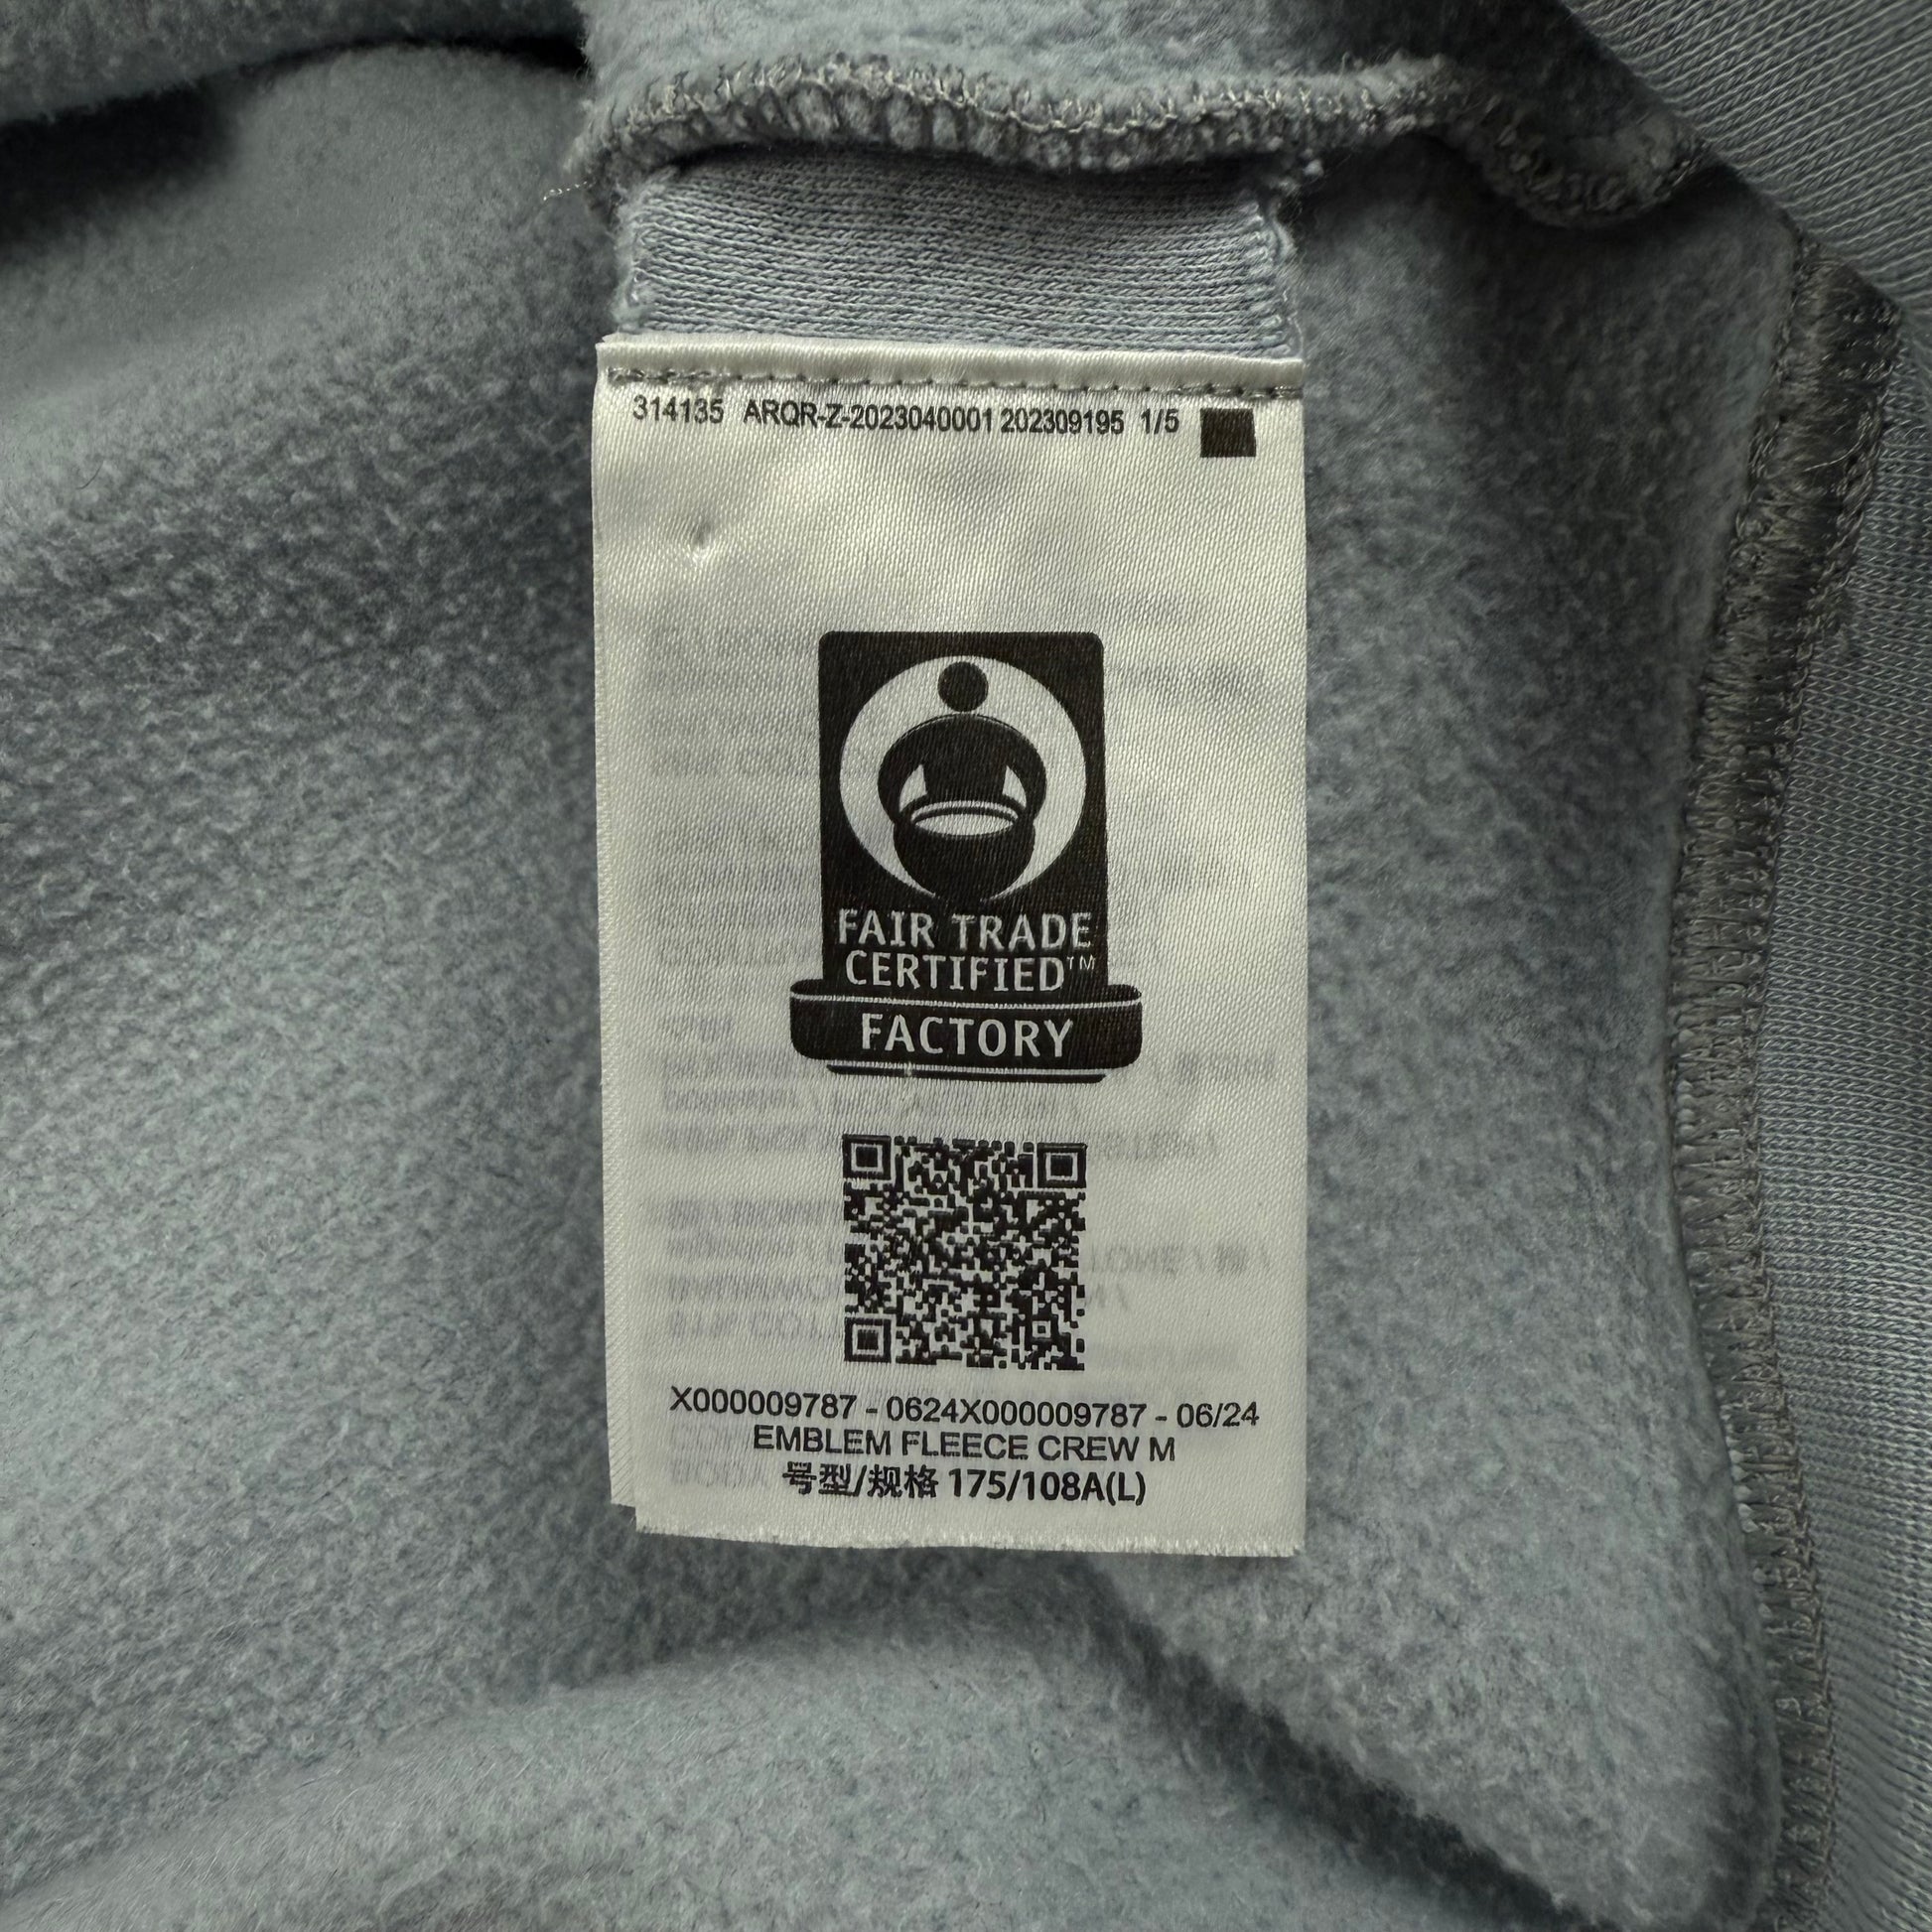 314135 ARQR-Z-2023040001 202309195 1/5
FAIR TRADE
CERTIFIED™
FACTORY
X000009787 - 0624X000009787 - 06/24
EMBLEM FLEECE CREW M
号型/规格 175/108A(L)